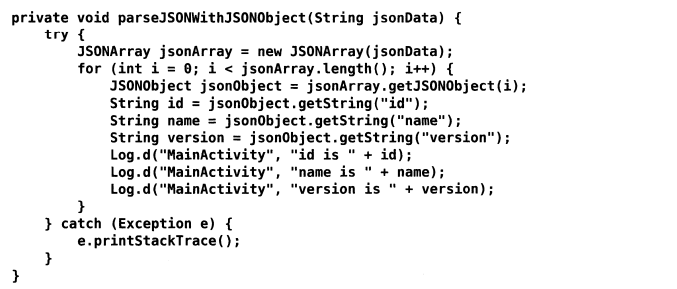 private void parseJSONWithJSONObject(String jsonData) {
    try {
        JSONArray jsonArray = new JSONArray(jsonData);
        for (int i = 0; i < jsonArray.length(); i++) {
            JSONObject jsonObject = jsonArray.getJSONObject(i);
            String id = jsonObject.getString("id");
            String name = jsonObject.getString("name");
            String version = jsonObject.getString("version");
            Log.d("MainActivity", "id is " + id);
            Log.d("MainActivity", "name is " + name);
            Log.d("MainActivity", "version is " + version);
        }
    } catch (Exception e) {
        e.printStackTrace();
    }
}